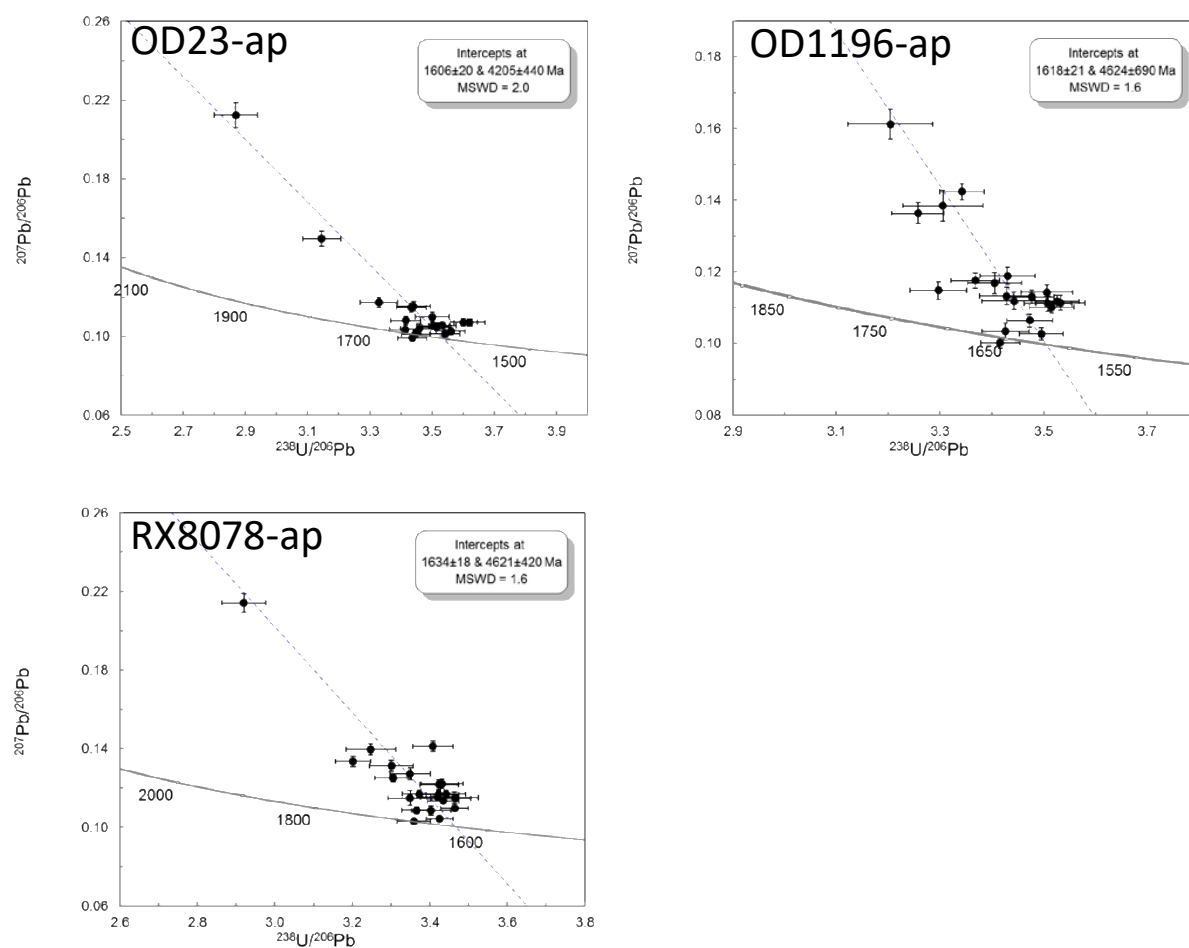 OD23-ap
Intercepts at
1606±20 & 4205±440 Ma
MSWD = 2.0
0.26
0.22
0.18
0.14
0.10
0.06
207Pb/206Pb
2100
1900
1700
1500
2.5 2.7 2.9 3.1 3.3 3.5 3.7 3.9
238U/206Pb
OD1196-ap
Intercepts at
1618±21 & 4624±690 Ma
MSWD = 1.6
0.18
0.16
0.14
0.12
0.10
0.08
207Pb/206Pb
1850
1750
1650
1550
2.9 3.1 3.3 3.5 3.7
238U/206Pb
RX8078-ap
Intercepts at
1634±18 & 4621±420 Ma
MSWD = 1.6
0.26
0.22
0.18
0.14
0.10
0.06
207Pb/206Pb
2000
1800
1600
2.6 2.8 3.0 3.2 3.4 3.6 3.8
238U/206Pb